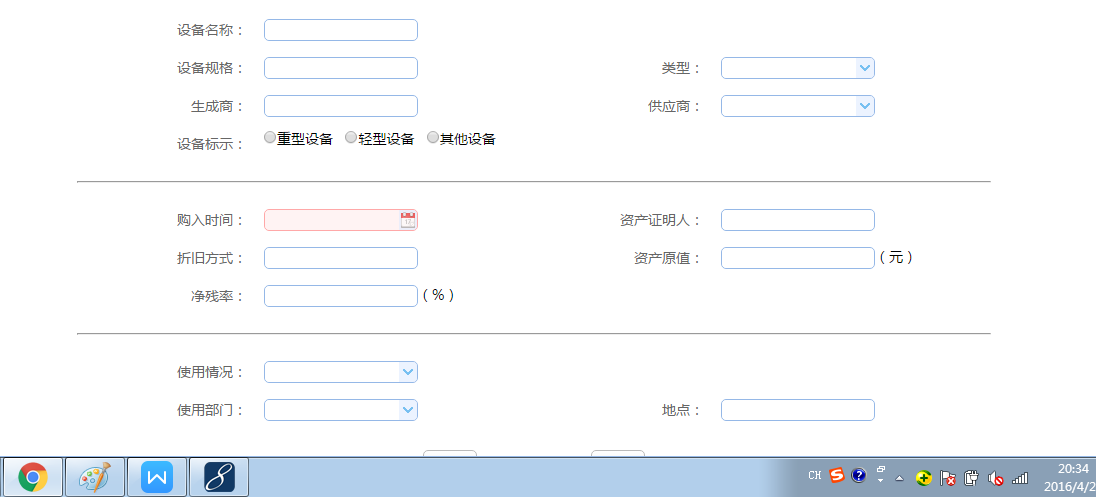 设备名称：
设备规格： 类型：
生成商： 供应商：
设备标示： 重型设备 轻型设备 其他设备
购入时间： 资产证明人：
折旧方式： 资产原值： （元）
净残率： （%）
使用情况：
使用部门： 地点：
CH 20:34
2016/4/2